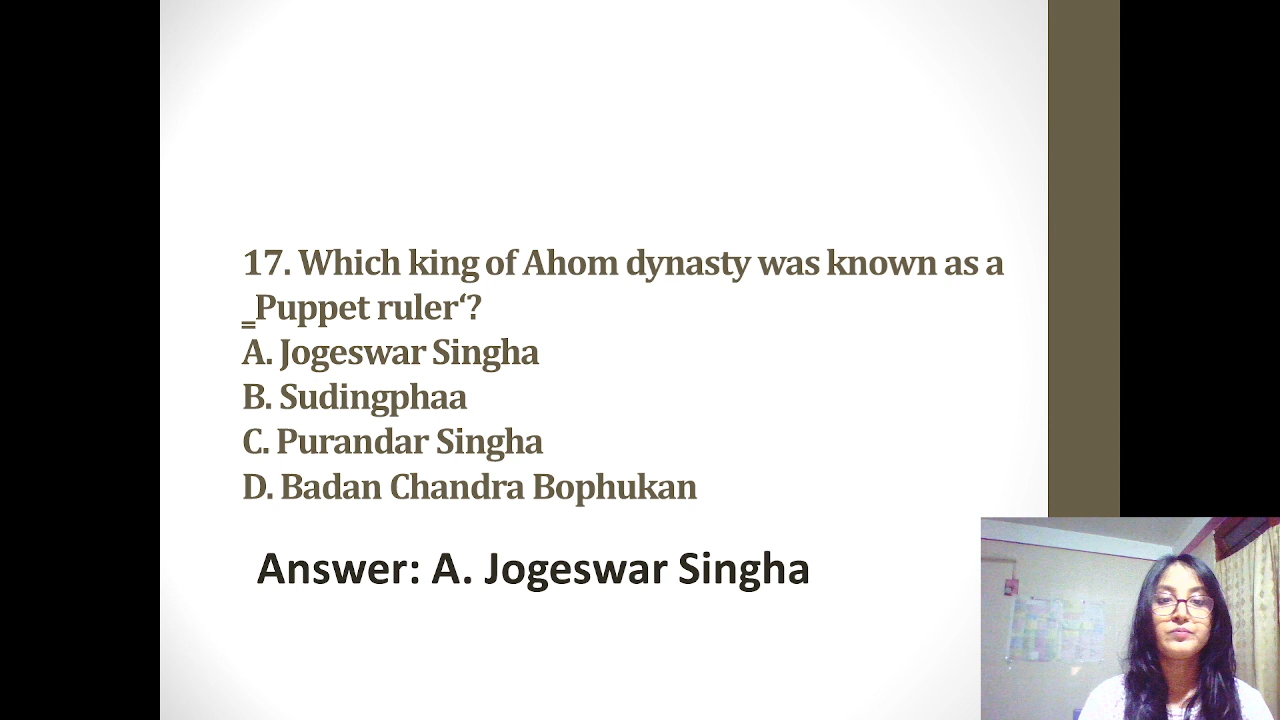 17. Which king of Ahom dynasty was known as a
‗Puppet ruler‘?
A. Jogeswar Singha
B. Sudingphaa
C. Purandar Singha
D. Badan Chandra Bophukan
Answer: A. Jogeswar Singha